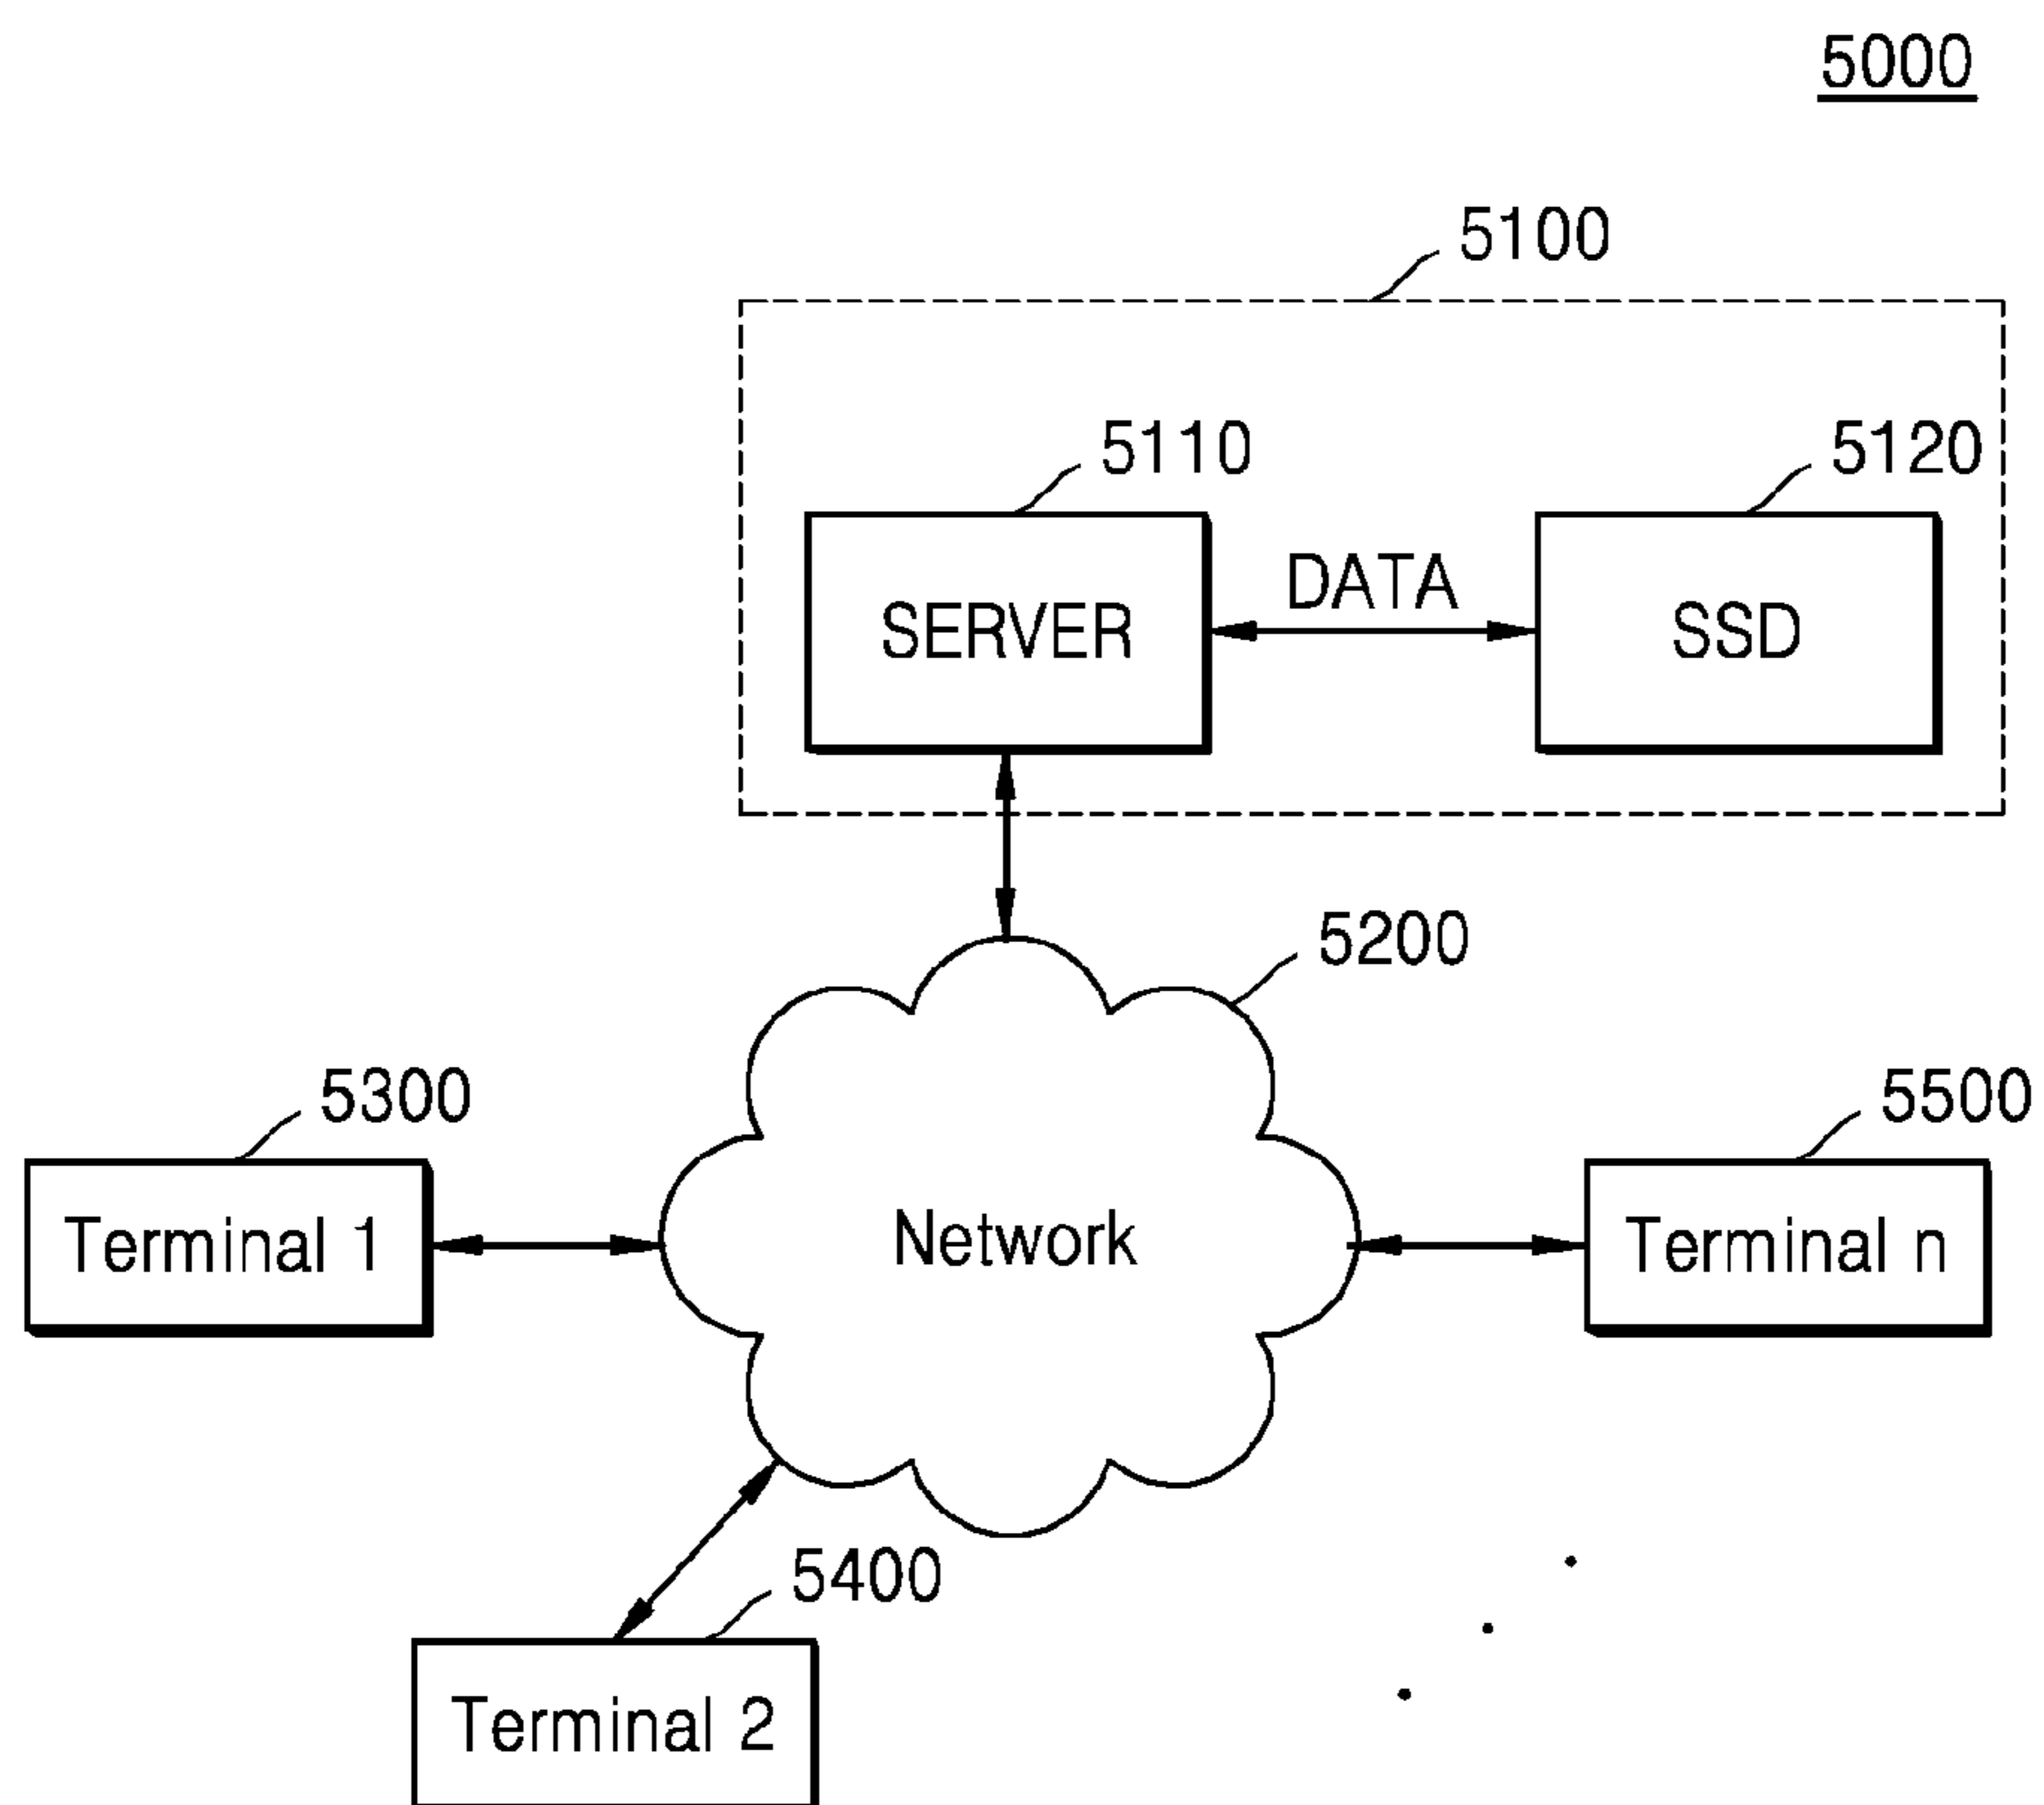 5000
5100
5110
5120
DATA
SERVER
SSD
5200
5300
5500
Terminal 1
Network
Terminal n
5400
Terminal 2